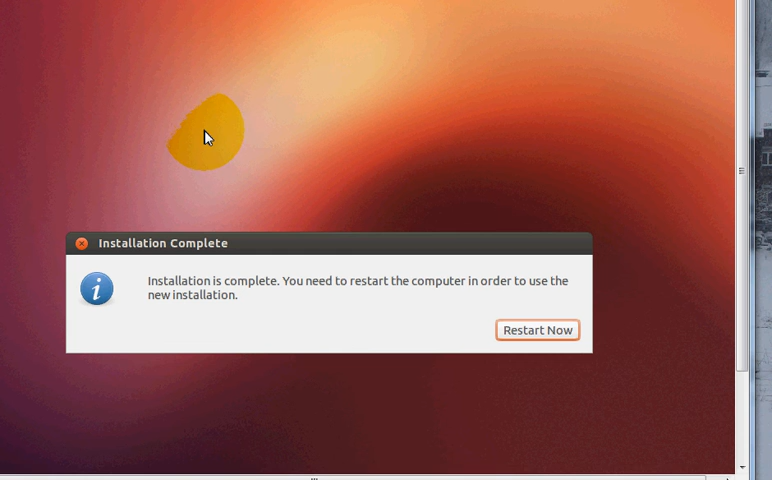 Installation Complete
Installation is complete. You need to restart the computer in order to use the
new installation.
Restart Now